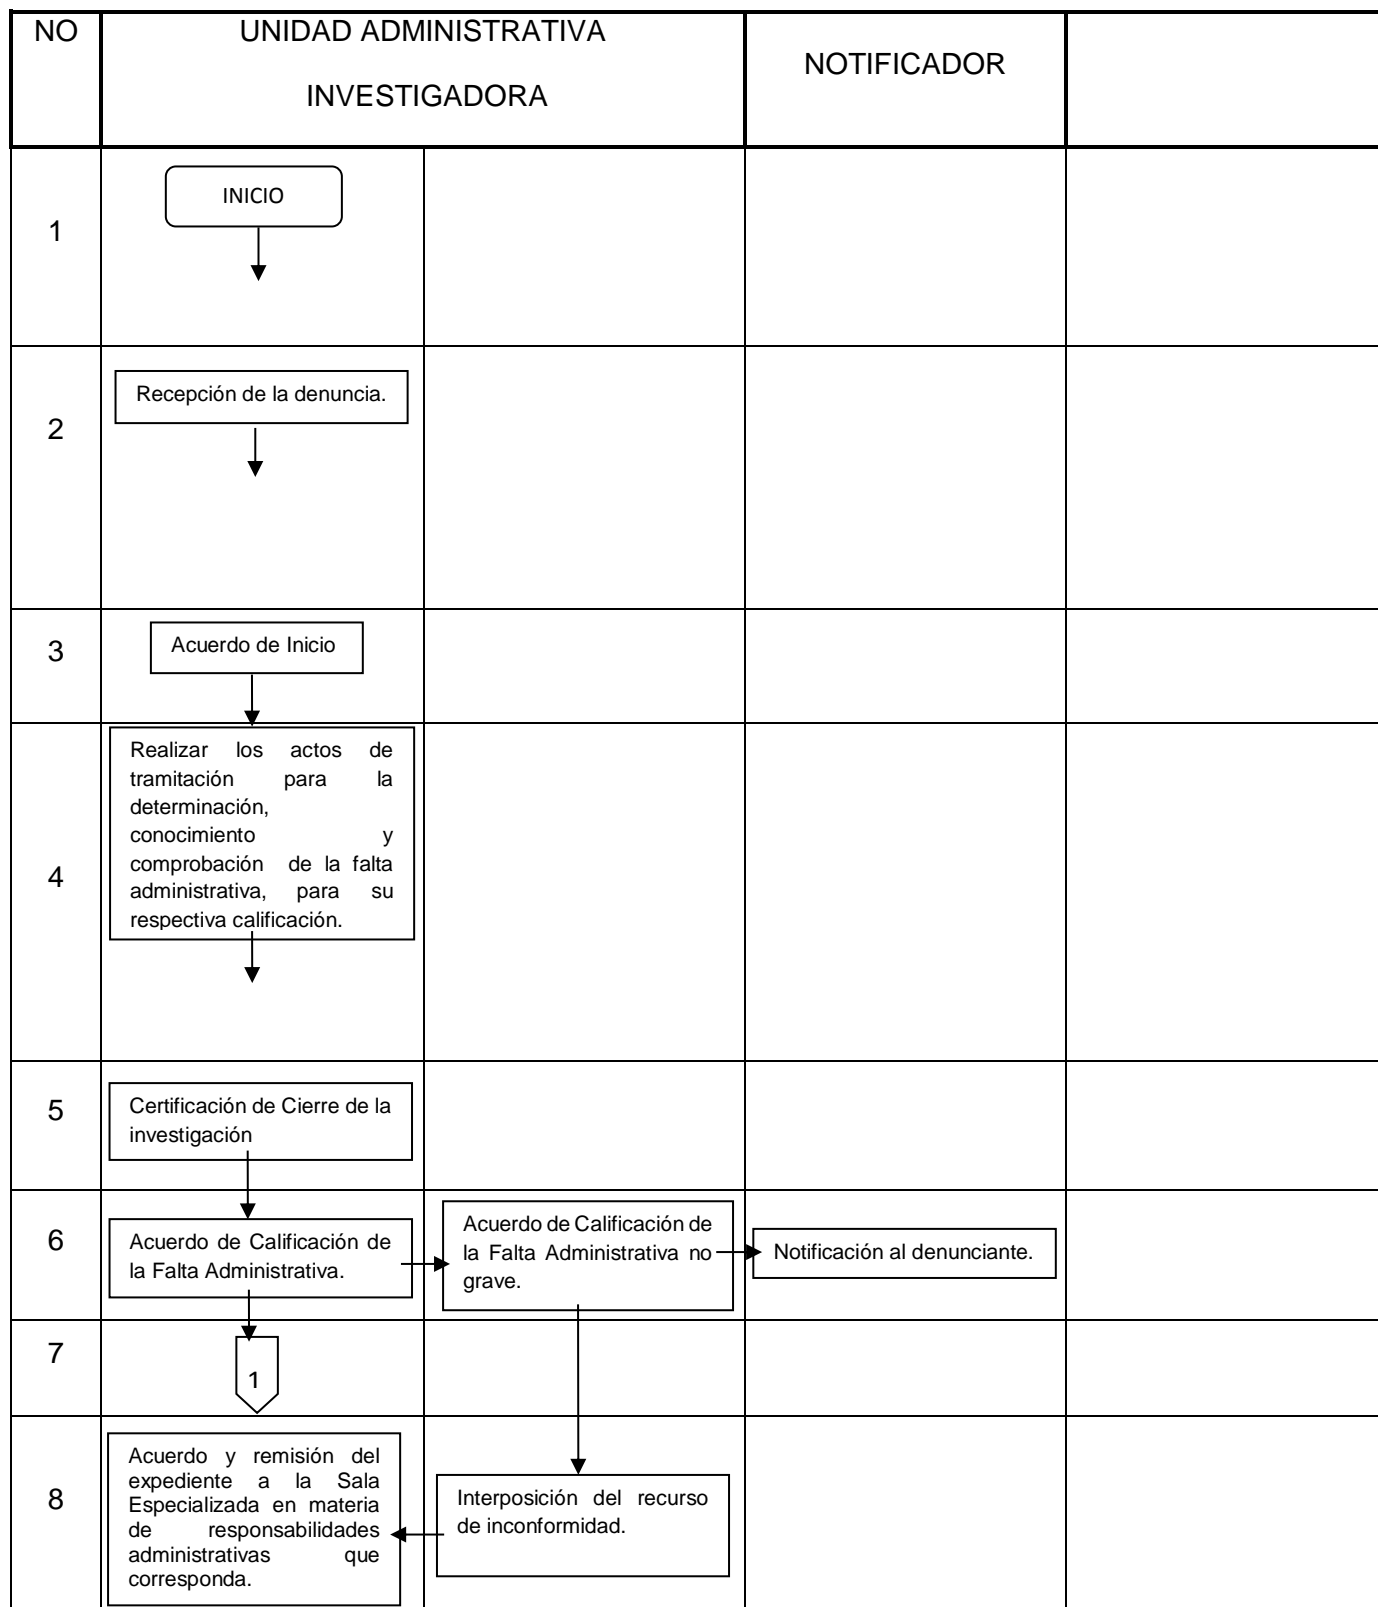 NO
UNIDAD ADMINISTRATIVA
INVESTIGADORA
NOTIFICADOR
1
INICIO
2
Recepción de la denuncia.
3
Acuerdo de Inicio
4
Realizar los actos de
tramitación para la
determinación,
conocimiento y
comprobación de la falta
administrativa, para su
respectiva calificación.
5
Certificación de Cierre de la
investigación
6
Acuerdo de Calificación de
la Falta Administrativa.
Acuerdo de Calificación de
la Falta Administrativa no
grave.
Notificación al denunciante.
7
1
8
Acuerdo y remisión del
expediente a la Sala
Especializada en materia
de responsabilidades
administrativas que
corresponda.
Interposición del recurso
de inconformidad.